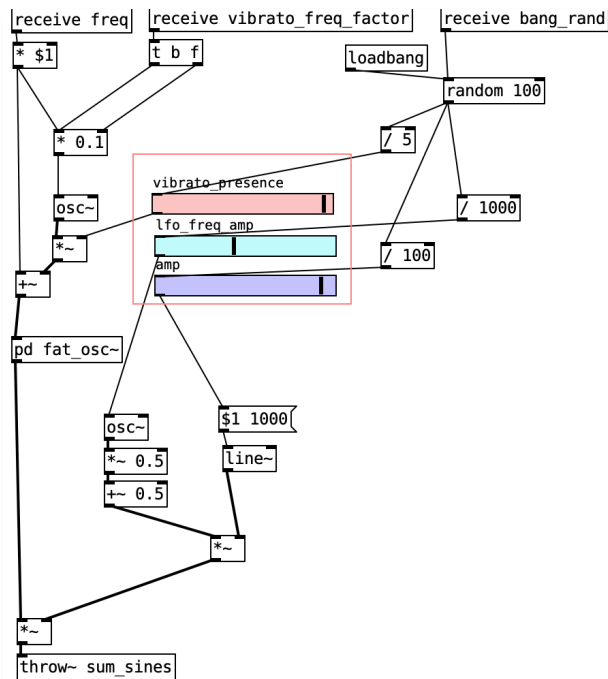 receive freq
receive vibrato_freq_factor
receive bang_rand
* $1
t b f
loadbang
random 100
* 0.1
/ 5
vibrato_presence
osc~
/ 1000
lfo_freq_amp
*~
/ 100
amp
+~
pd fat_osc~
osc~
$1 1000
*~ 0.5
line~
+~ 0.5
*~
*~
throw~ sum_sines